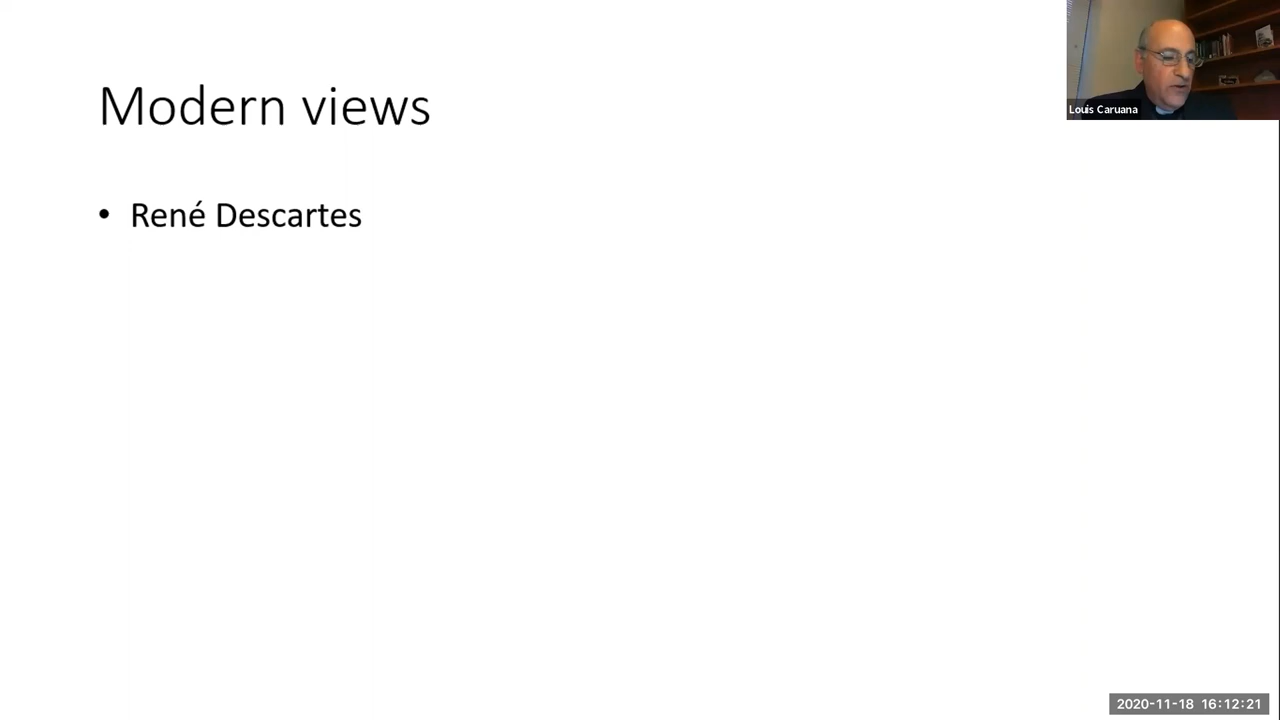 Modern views
Louis Caruana
• René Descartes
2020-11-18 16:12:21